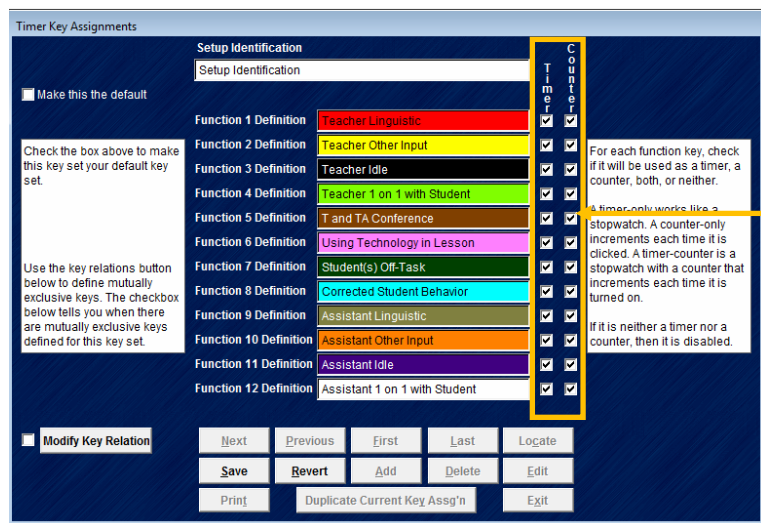 Timer Key Assignments
Setup Identification
Setup Identification
Timer
Counter
Make this the default
Function 1 Definition Teacher Linguistic
Function 2 Definition Teacher Other Input
Function 3 Definition Teacher Idle
Function 4 Definition Teacher 1 on 1 with Student
Function 5 Definition T and TA Conference
Function 6 Definition Using Technology in Lesson
Function 7 Definition Student(s) Off-Task
Function 8 Definition Corrected Student Behavior
Function 9 Definition Assistant Linguistic
Function 10 Definition Assistant Other Input
Function 11 Definition Assistant Idle
Function 12 Definition Assistant 1 on 1 with Student
Check the box above to make
this key set your default key
set.
Use the key relations button
below to define mutually
exclusive keys. The checkbox
below tells you when there
are mutually exclusive keys
defined for this key set.
For each function key, check
if it will be used as a timer, a
counter, both, or neither.
A timer-only works like a
stopwatch. A counter-only
increments each time it is
clicked. A timer-counter is a
stopwatch with a counter that
increments each time it is
turned on.
If it is neither a timer nor a
counter, then it is disabled.
Modify Key Relation
Next Previous First Last Locate
Save Revert Add Delete Edit
Print Duplicate Current Key Assg'n Exit